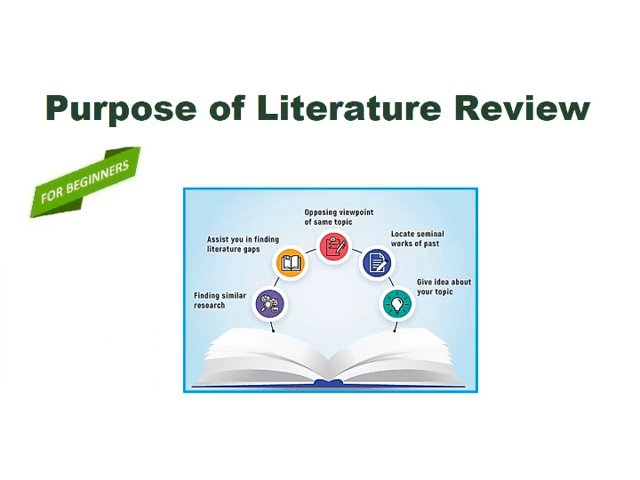 Purpose of Literature Review
FOR BEGINNERS
Opposing viewpoint
of same topic
Assist you in finding
literature gaps
Locate seminal
works of past
Finding similar
research
Give idea about
your topic